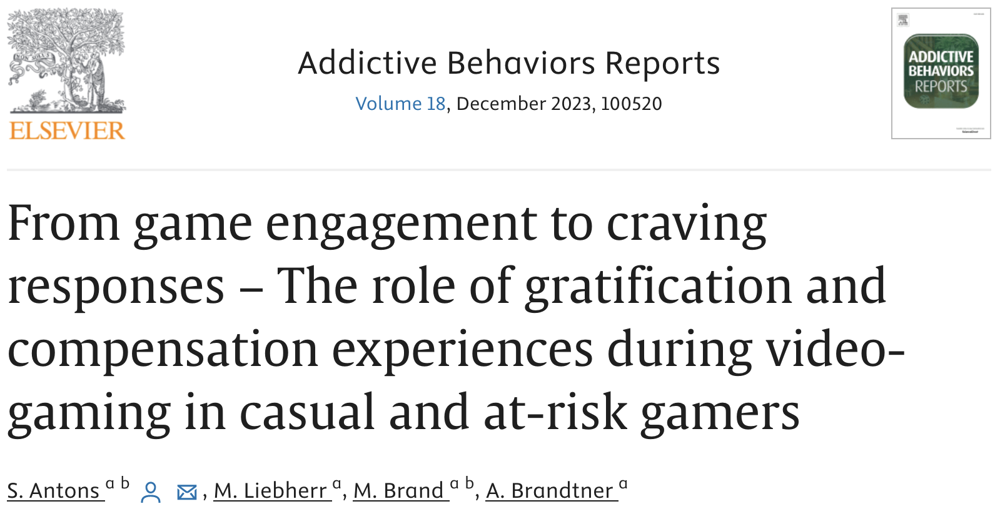 NON SOLUS
ELSEVIER
Addictive Behaviors Reports
Volume 18, December 2023, 100520
ADDICTIVE
BEHAVIORS
REPORTS
From game engagement to craving
responses – The role of gratification and
compensation experiences during video-
gaming in casual and at-risk gamers
S. Antons a b , M. Liebherr a, M. Brand a b, A. Brandtner a